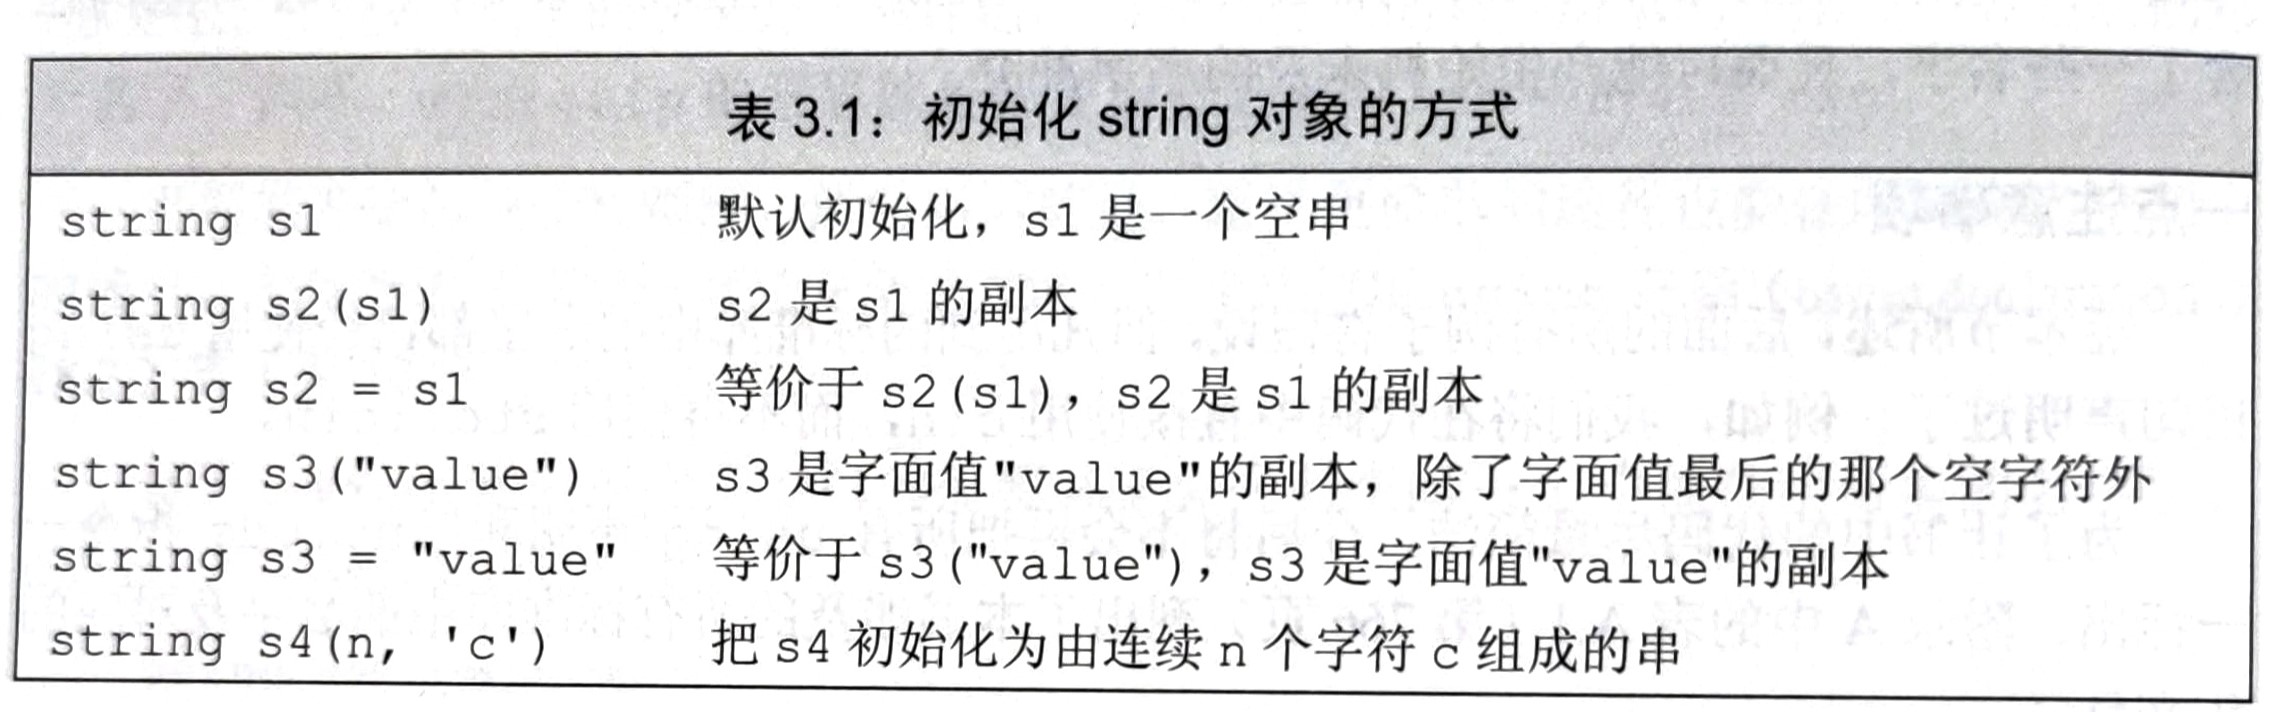 表 3.1：初始化 string 对象的方式
string s1 默认初始化，s1 是一个空串
string s2(s1) s2 是 s1 的副本
string s2 = s1 等价于 s2(s1)，s2 是 s1 的副本
string s3("value") s3 是字面值"value"的副本，除了字面值最后的那个空字符外
string s3 = "value" 等价于 s3("value")，s3 是字面值"value"的副本
string s4(n, 'c') 把 s4 初始化为由连续 n 个字符 c 组成的串